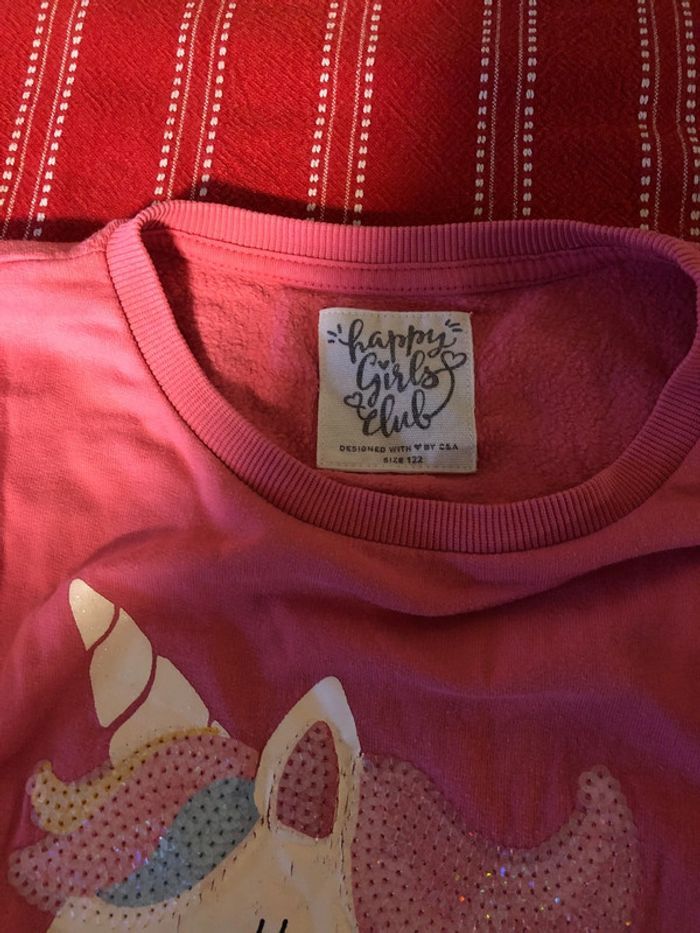 happy
Girls
Club
DESIGNED WITH ♥ BY C&A
SIZE 122